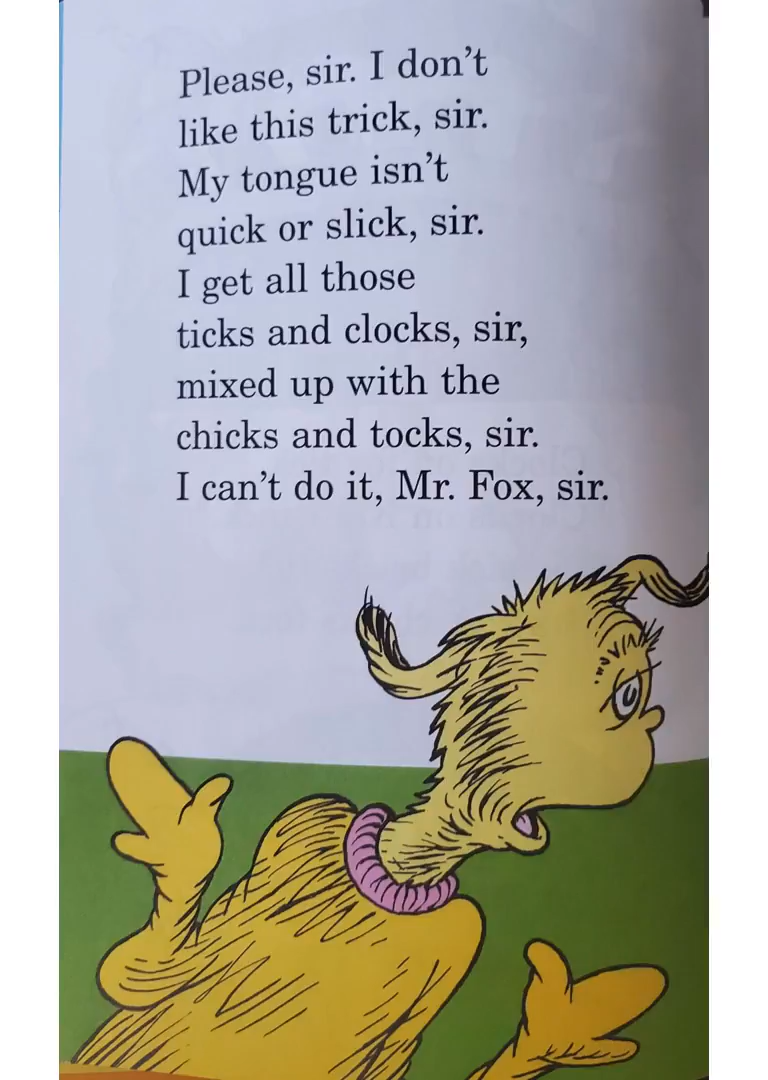 Please, sir. I don't
like this trick, sir.
My tongue isn't
quick or slick, sir.
I get all those
ticks and clocks, sir,
mixed up with the
chicks and tocks, sir.
I can't do it, Mr. Fox, sir.